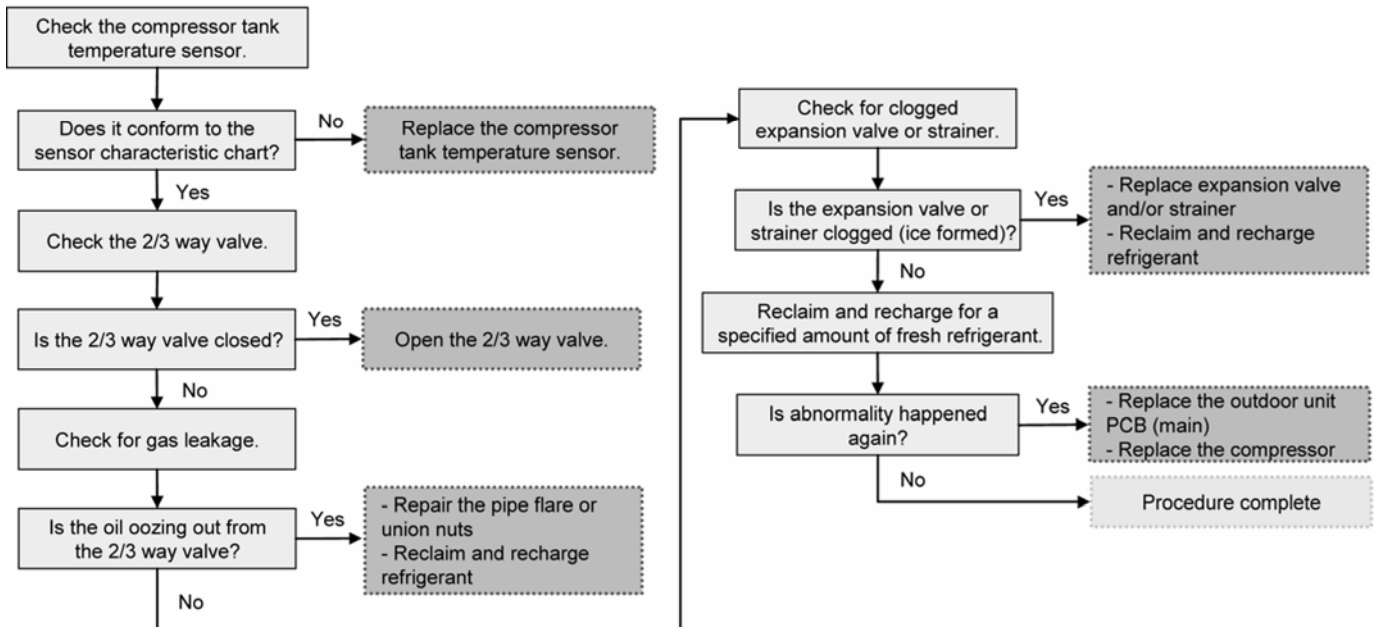 Check the compressor tank
temperature sensor.
Does it conform to the
sensor characteristic chart?
No
Replace the compressor
tank temperature sensor.
Yes
Check the 2/3 way valve.
Is the 2/3 way valve closed?
Yes
Open the 2/3 way valve.
No
Check for gas leakage.
Is the oil oozing out from
the 2/3 way valve?
Yes
- Repair the pipe flare or
union nuts
- Reclaim and recharge
refrigerant
No
Check for clogged
expansion valve or strainer.
Is the expansion valve or
strainer clogged (ice formed)?
Yes
- Replace expansion valve
and/or strainer
- Reclaim and recharge
refrigerant
No
Reclaim and recharge for a
specified amount of fresh refrigerant.
Is abnormality happened
again?
Yes
- Replace the outdoor unit
PCB (main)
- Replace the compressor
No
Procedure complete